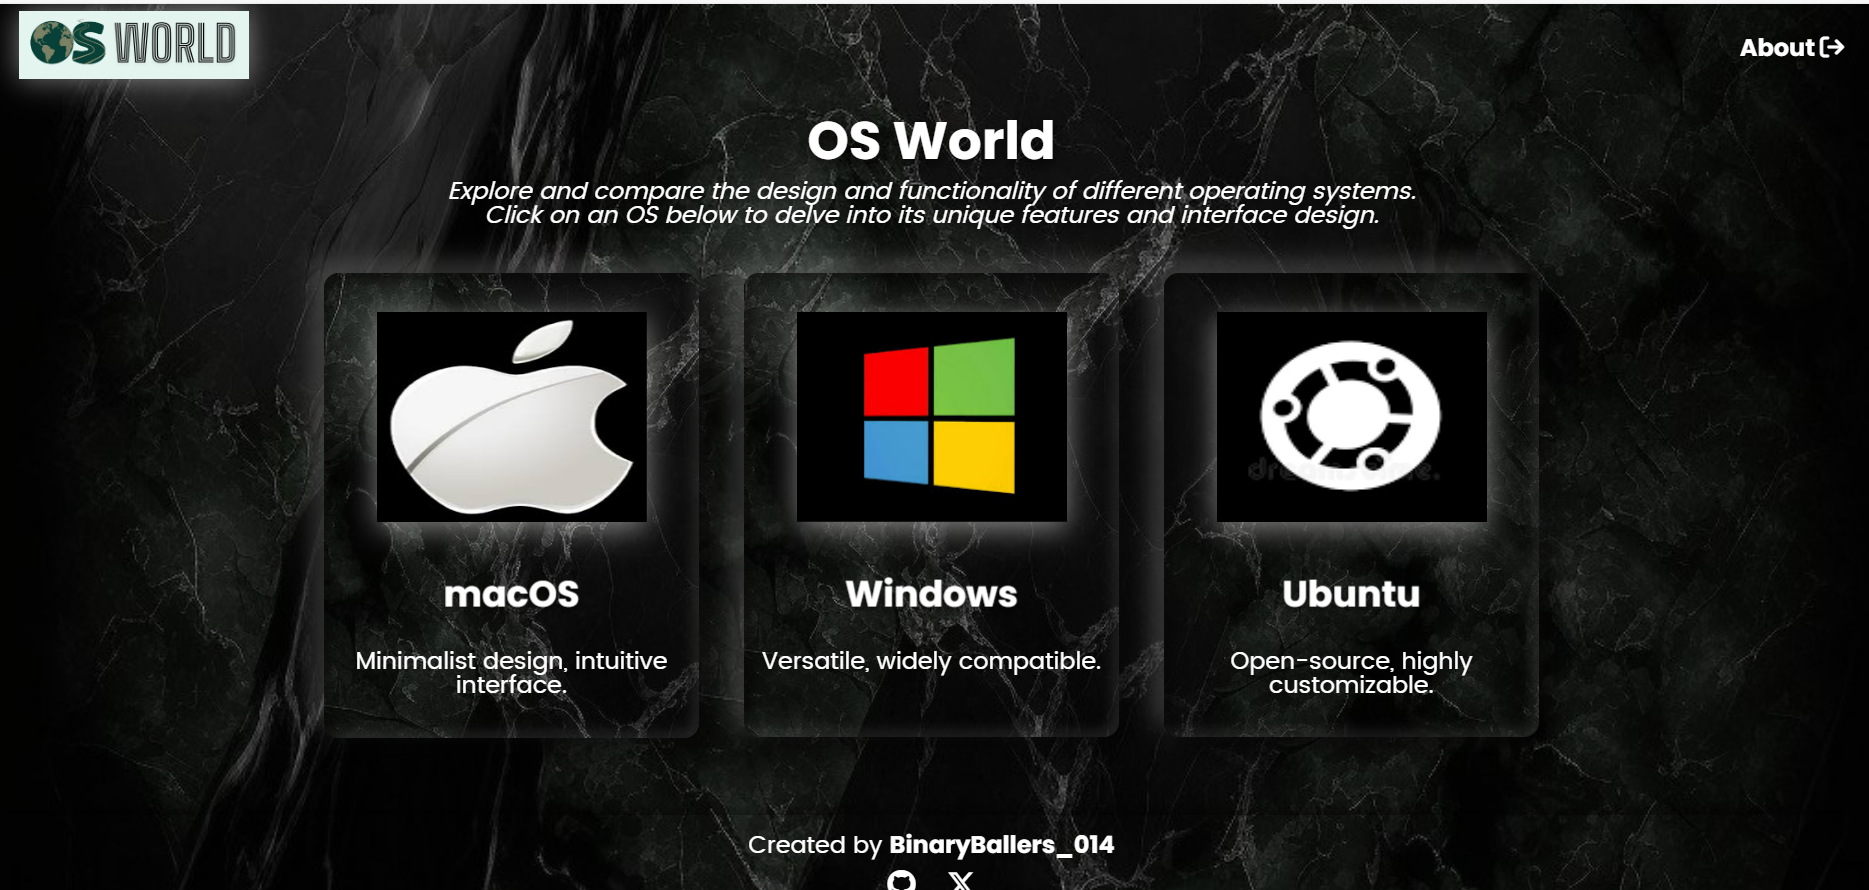 OS WORLD
About
OS World
Explore and compare the design and functionality of different operating systems.
Click on an OS below to delve into its unique features and interface design.
macOS
Minimalist design, intuitive
interface.
Windows
Versatile, widely compatible.
Ubuntu
Open-source, highly
customizable.
Created by BinaryBallers_014